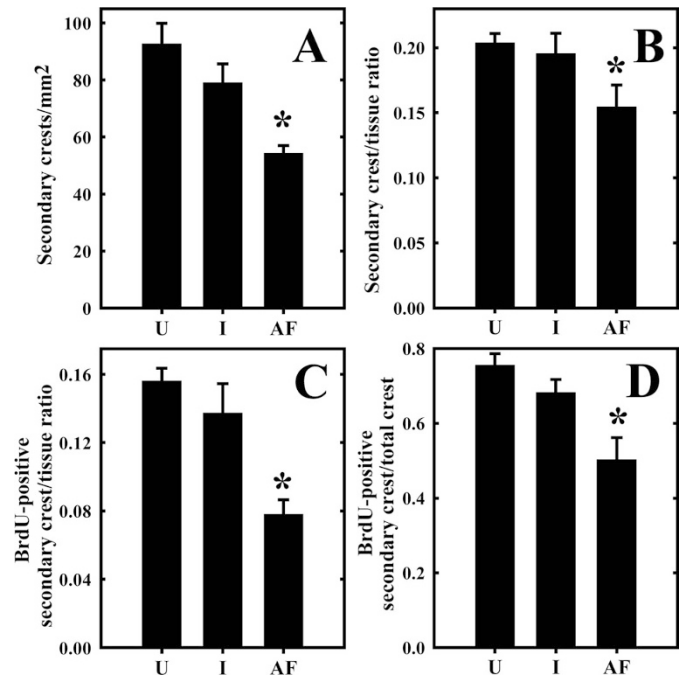 A
Secondary crests/mm2
100
80
60
40
20
0
*
U I AF
B
Secondary crest/tissue ratio
0.20
0.15
0.10
0.05
0.00
*
U I AF
C
BrdU-positive
secondary crest/tissue ratio
0.16
0.12
0.08
0.04
0.00
*
U I AF
D
BrdU-positive
secondary crest/total crest
0.8
0.6
0.4
0.2
0.0
*
U I AF